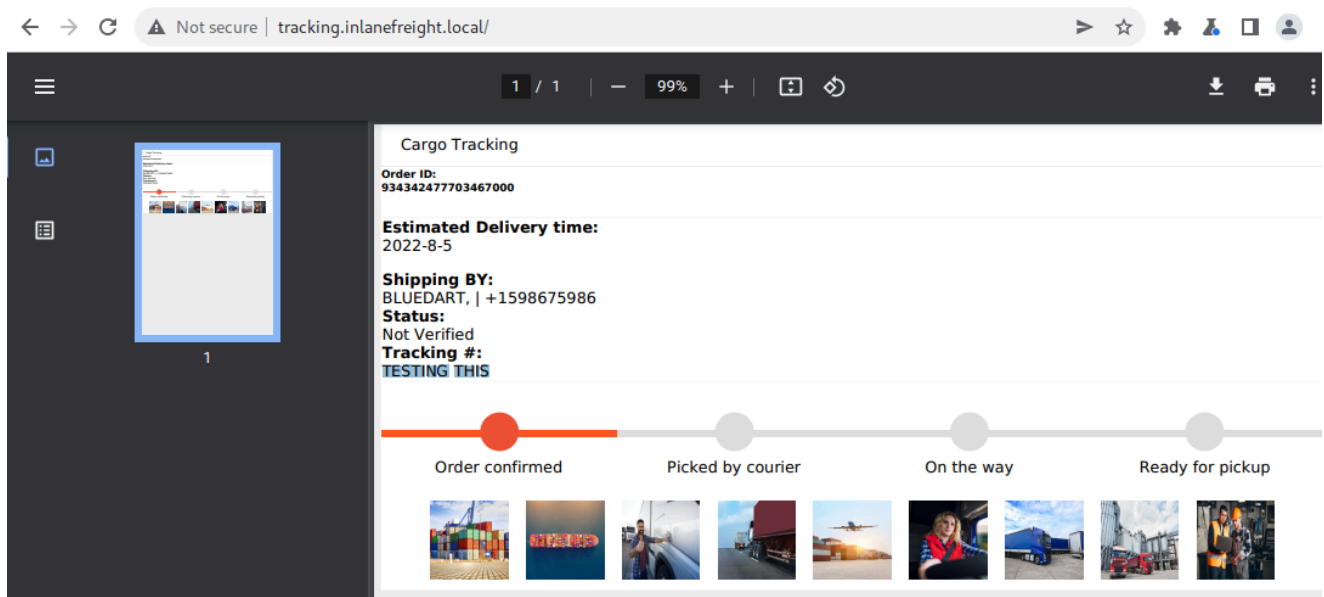 Not secure | tracking.inlanefreight.local/
1 / 1 | − 99% + |
1
Cargo Tracking
Order ID:
934342477703467000
Estimated Delivery time:
2022-8-5
Shipping BY:
BLUEDART, | +1598675986
Status:
Not Verified
Tracking #:
TESTING THIS
Order confirmed Picked by courier On the way Ready for pickup